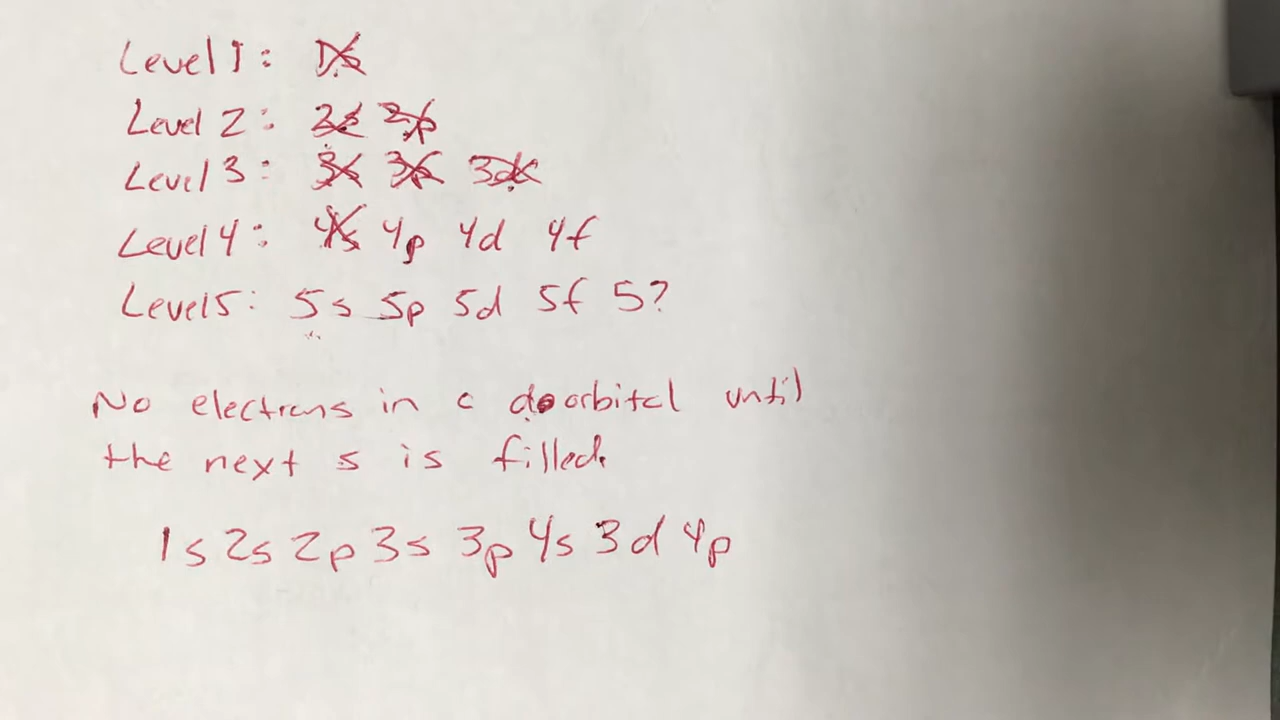 Level 1: 1s
Level 2: 2s 2p
Level 3: 3s 3p 3d
Level 4: 4s 4p 4d 4f
Level 5: 5s 5p 5d 5f 5?
No electrons in a d orbital until
the next s is filled.
1s 2s 2p 3s 3p 4s 3d 4p